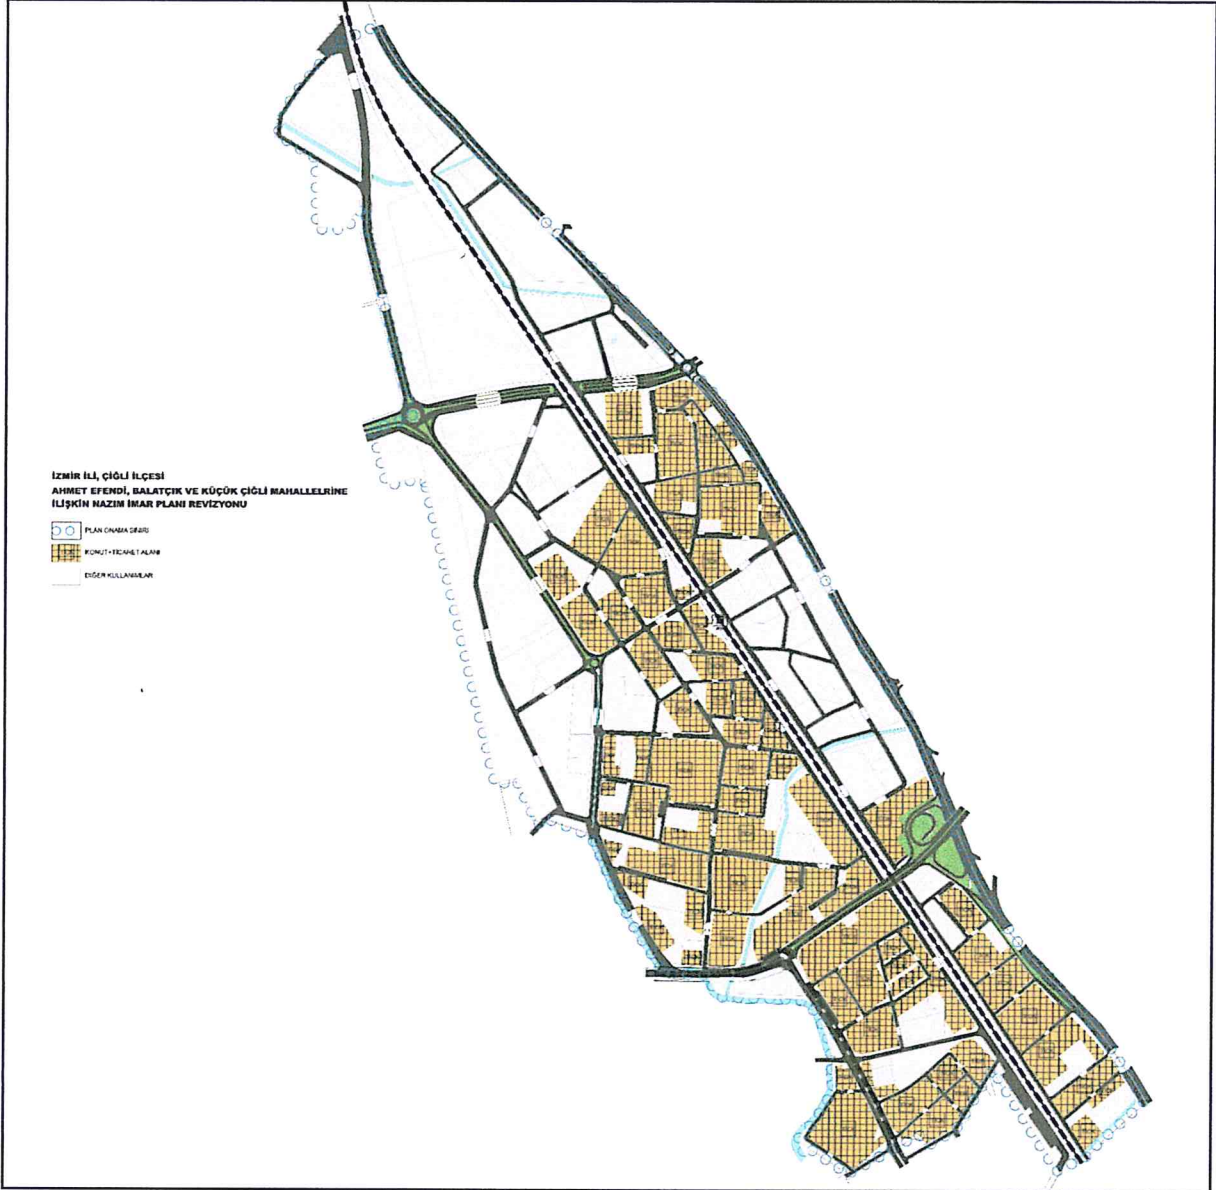 İZMİR İLİ, ÇİĞLİ İLÇESİ
AHMET EFENDİ, BALATÇIK VE KÜÇÜK ÇİĞLİ MAHALLELRİNE
İLİŞKİN NAZIM İMAR PLANI REVİZYONU
PLAN ONAMA SINIRI
KONUT+TİCARET ALANI
DİĞER KULLANIMLAR